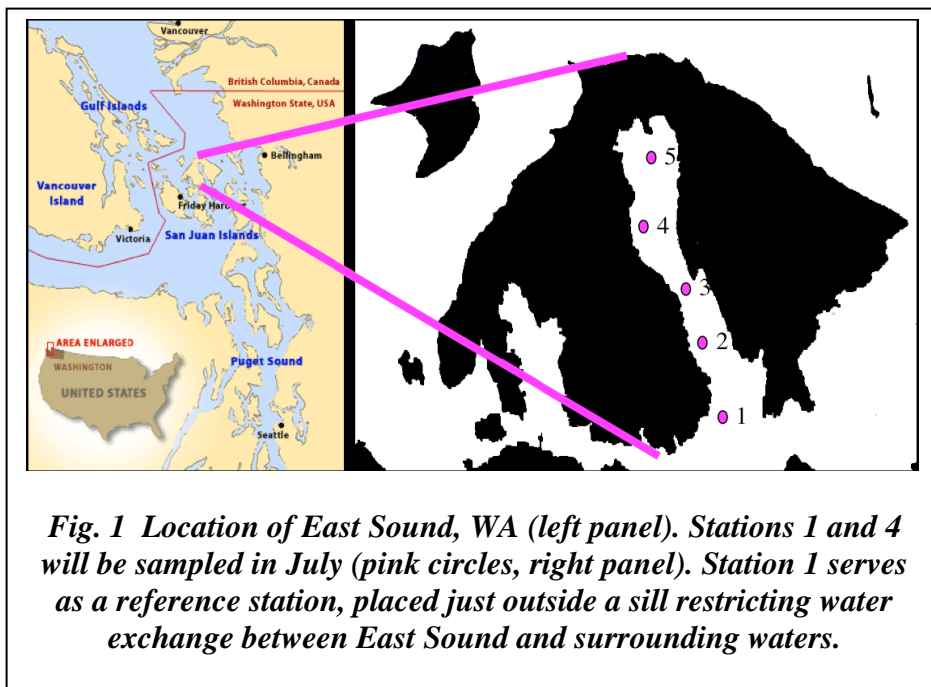 Vancouver
British Columbia, Canada
Washington State, USA
Gulf Islands
Bellingham
Vancouver
Island
Friday Harbor
Victoria
San Juan Islands
AREA ENLARGED
WASHINGTON
UNITED STATES
Puget Sound
Seattle
5
4
3
2
1
Fig. 1 Location of East Sound, WA (left panel). Stations 1 and 4
will be sampled in July (pink circles, right panel). Station 1 serves
as a reference station, placed just outside a sill restricting water
exchange between East Sound and surrounding waters.